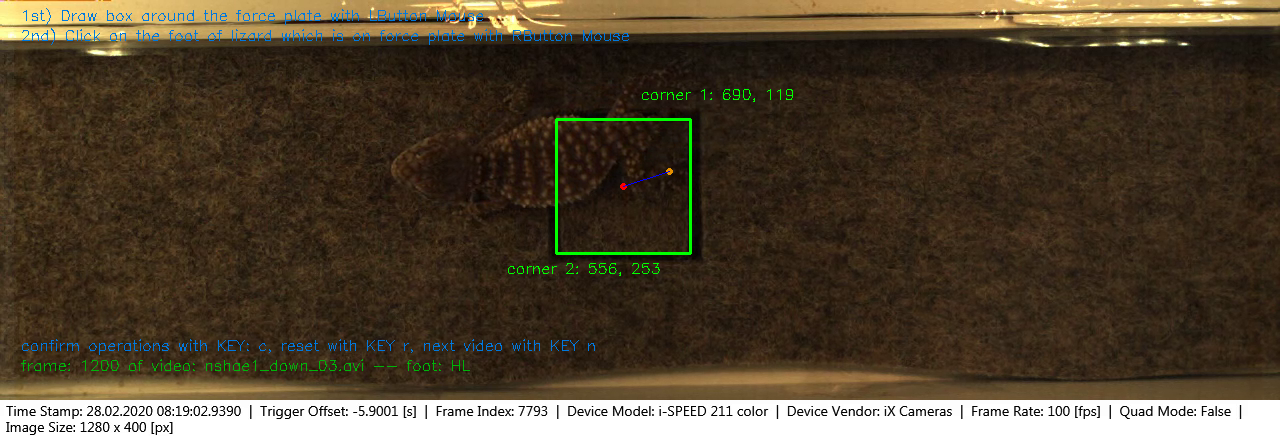 1st) Draw box around the force plate with LButton Mouse
2nd) Click on the foot of lizard which is on force plate with RButton Mouse
corner 1: 690, 119
corner 2: 556, 253
confirm operations with KEY: c, reset with KEY r, next video with KEY n
frame: 1200 of video: nshae1_down_03.avi -- foot: HL
Time Stamp: 28.02.2020 08:19:02.9390 | Trigger Offset: -5.9001 [s] | Frame Index: 7793 | Device Model: i-SPEED 211 color | Device Vendor: iX Cameras | Frame Rate: 100 [fps] | Quad Mode: False |
Image Size: 1280 x 400 [px]